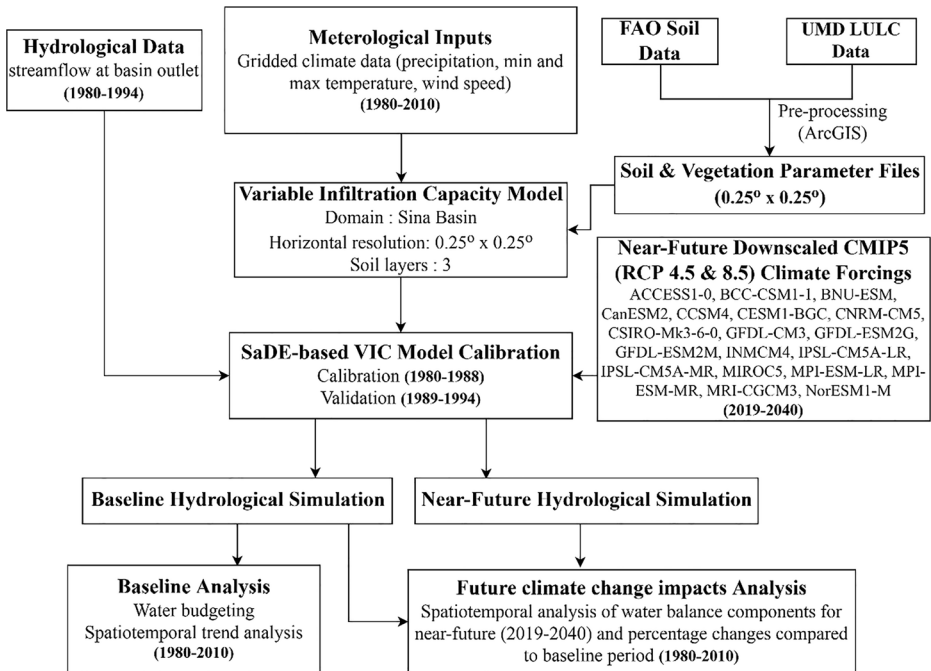 Hydrological Data
streamflow at basin outlet
(1980-1994)
Meterological Inputs
Gridded climate data (precipitation, min and
max temperature, wind speed)
(1980-2010)
FAO Soil
Data
UMD LULC
Data
Pre-processing
(ArcGIS)
Soil & Vegetation Parameter Files
(0.25⁰ x 0.25⁰)
Variable Infiltration Capacity Model
Domain : Sina Basin
Horizontal resolution: 0.25⁰ x 0.25⁰
Soil layers : 3
Near-Future Downscaled CMIP5
(RCP 4.5 & 8.5) Climate Forcings
ACCESS1-0, BCC-CSM1-1, BNU-ESM,
CanESM2, CCSM4, CESM1-BGC, CNRM-CM5,
CSIRO-Mk3-6-0, GFDL-CM3, GFDL-ESM2G,
GFDL-ESM2M, INMCM4, IPSL-CM5A-LR,
IPSL-CM5A-MR, MIROC5, MPI-ESM-LR, MPI-
ESM-MR, MRI-CGCM3, NorESM1-M
(2019-2040)
SaDE-based VIC Model Calibration
Calibration (1980-1988)
Validation (1989-1994)
Baseline Hydrological Simulation
Near-Future Hydrological Simulation
Baseline Analysis
Water budgeting
Spatiotemporal trend analysis
(1980-2010)
Future climate change impacts Analysis
Spatiotemporal analysis of water balance components for
near-future (2019-2040) and percentage changes compared
to baseline period (1980-2010)